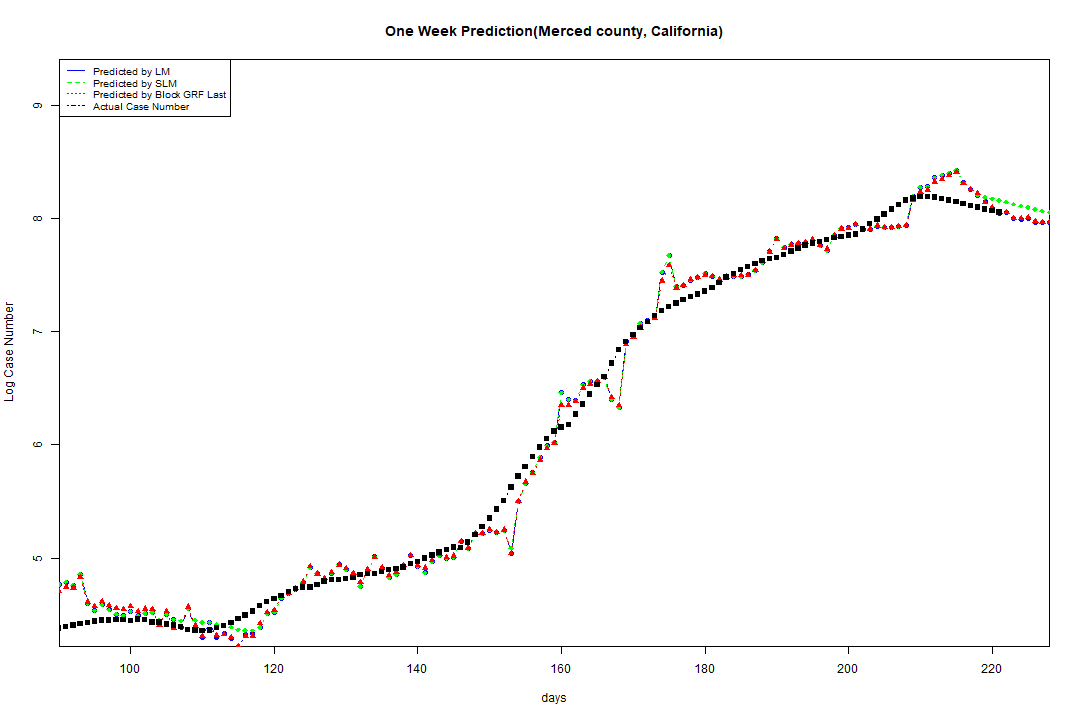 One Week Prediction(Merced county, California)
Predicted by LM
Predicted by SLM
Predicted by Block GRF Last
Actual Case Number
9
8
7
6
5
Log Case Number
100 120 140 160 180 200 220
days